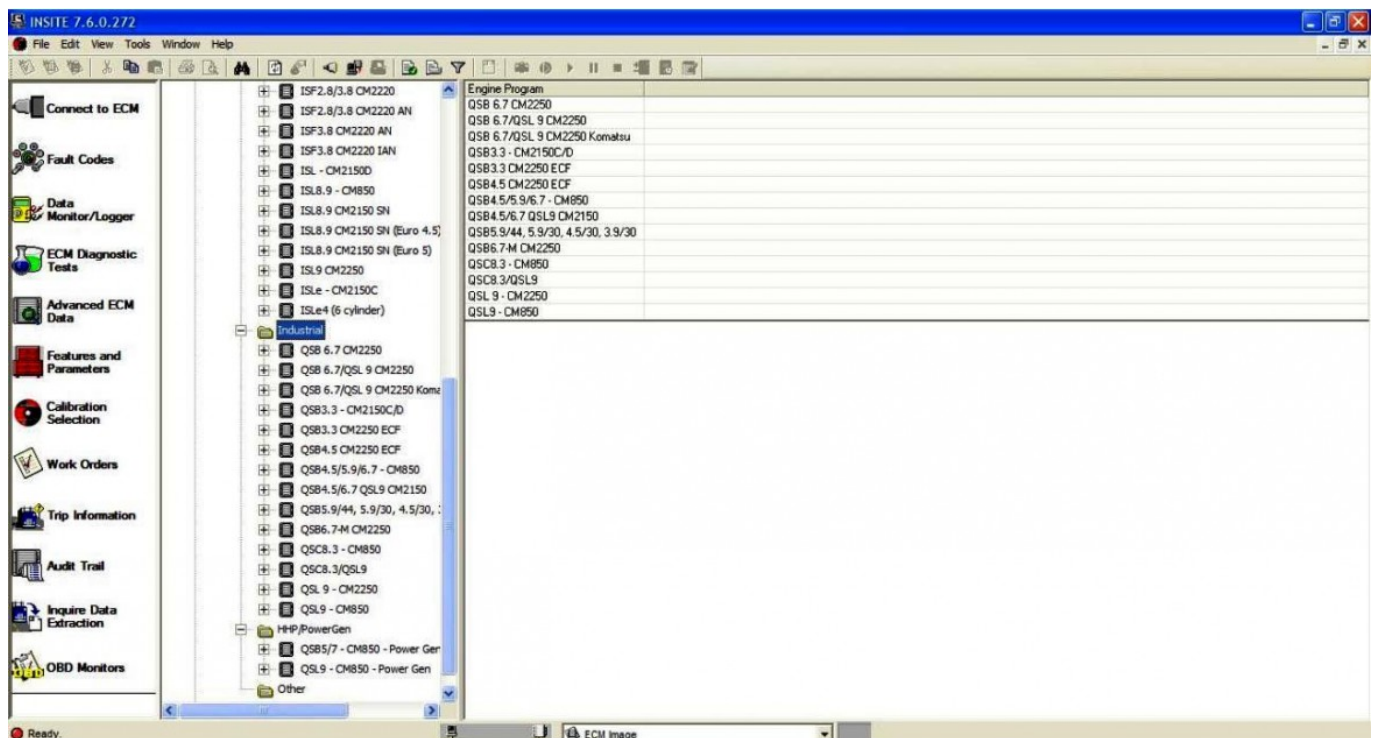 INSITE 7.6.0.272
File Edit View Tools Window Help
Connect to ECM
Fault Codes
Data
Monitor/Logger
ECM Diagnostic
Tests
Advanced ECM
Data
Features and
Parameters
Calibration
Selection
Work Orders
Trip Information
Audit Trail
Inquire Data
Extraction
OBD Monitors
ISF2.8/3.8 CM2220
ISF2.8/3.8 CM2220 AN
ISF3.8 CM2220 AN
ISF3.8 CM2220 IAN
ISL - CM2150D
ISL8.9 - CM850
ISL8.9 CM2150 SN
ISL8.9 CM2150 SN (Euro 4.5)
ISL8.9 CM2150 SN (Euro 5)
ISL9 CM2250
ISLe - CM2150C
ISLe4 (6 cylinder)
Industrial
QSB 6.7 CM2250
QSB 6.7/QSL 9 CM2250
QSB 6.7/QSL 9 CM2250 Koma
QSB3.3 - CM2150C/D
QSB3.3 CM2250 ECF
QSB4.5 CM2250 ECF
QSB4.5/5.9/6.7 - CM850
QSB4.5/6.7 QSL9 CM2150
QSB5.9/44, 5.9/30, 4.5/30, :
QSB6.7-M CM2250
QSC8.3 - CM850
QSC8.3/QSL9
QSL 9 - CM2250
QSL9 - CM850
HHP/PowerGen
QSB5/7 - CM850 - Power Ger
QSL9 - CM850 - Power Gen
Other
Engine Program
QSB 6.7 CM2250
QSB 6.7/QSL 9 CM2250
QSB 6.7/QSL 9 CM2250 Komatsu
QSB3.3 - CM2150C/D
QSB3.3 CM2250 ECF
QSB4.5 CM2250 ECF
QSB4.5/5.9/6.7 - CM850
QSB4.5/6.7 QSL9 CM2150
QSB5.9/44, 5.9/30, 4.5/30, 3.9/30
QSB6.7-M CM2250
QSC8.3 - CM850
QSC8.3/QSL9
QSL 9 - CM2250
QSL9 - CM850
Ready.
ECM Image